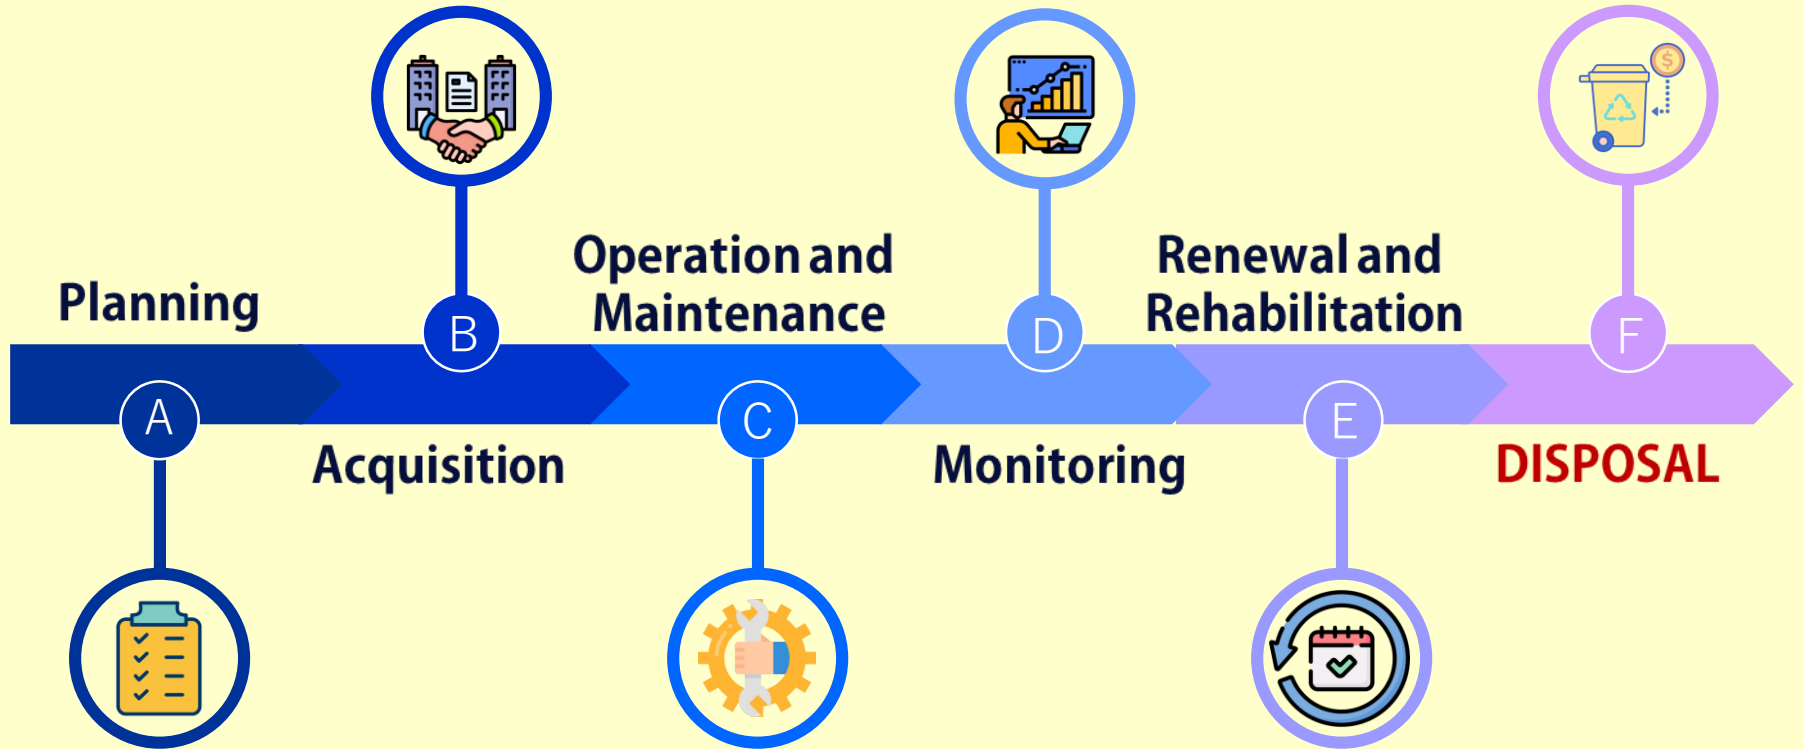 Planning
A
B
Acquisition
Operation and
Maintenance
C
D
Monitoring
Renewal and
Rehabilitation
E
$
F
DISPOSAL